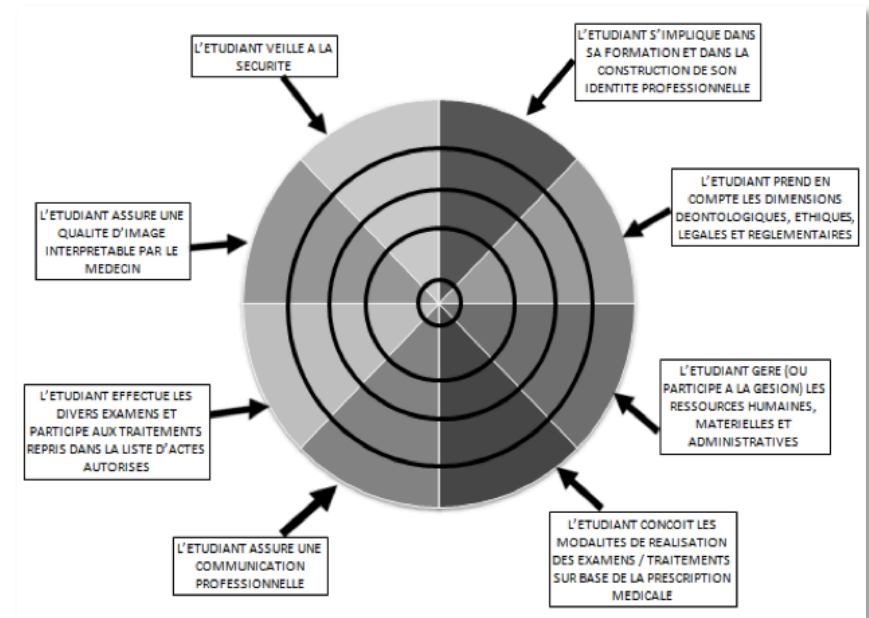 L'ETUDIANT VEILLE A LA
SECURITE
L'ETUDIANT S'IMPLIQUE DANS
SA FORMATION ET DANS LA
CONSTRUCTION DE SON
IDENTITE PROFESSIONNELLE
L'ETUDIANT PREND EN
COMPTE LES DIMENSIONS
DEONTOLOGIQUES, ETHIQUES,
LEGALES ET REGLEMENTAIRES
L'ETUDIANT ASSURE UNE
QUALITE D'IMAGE
INTERPRETABLE PAR LE
MEDECIN
L'ETUDIANT GERE (OU
PARTICIPE A LA GESION) LES
RESSOURCES HUMAINES,
MATERIELLES ET
ADMINISTRATIVES
L'ETUDIANT EFFECTUE LES
DIVERS EXAMENS ET
PARTICIPE AUX TRAITEMENTS
REPRIS DANS LA LISTE D'ACTES
AUTORISES
L'ETUDIANT CONCOIT LES
MODALITES DE REALISATION
DES EXAMENS / TRAITEMENTS
SUR BASE DE LA PRESCRIPTION
MEDICALE
L'ETUDIANT ASSURE UNE
COMMUNICATION
PROFESSIONNELLE